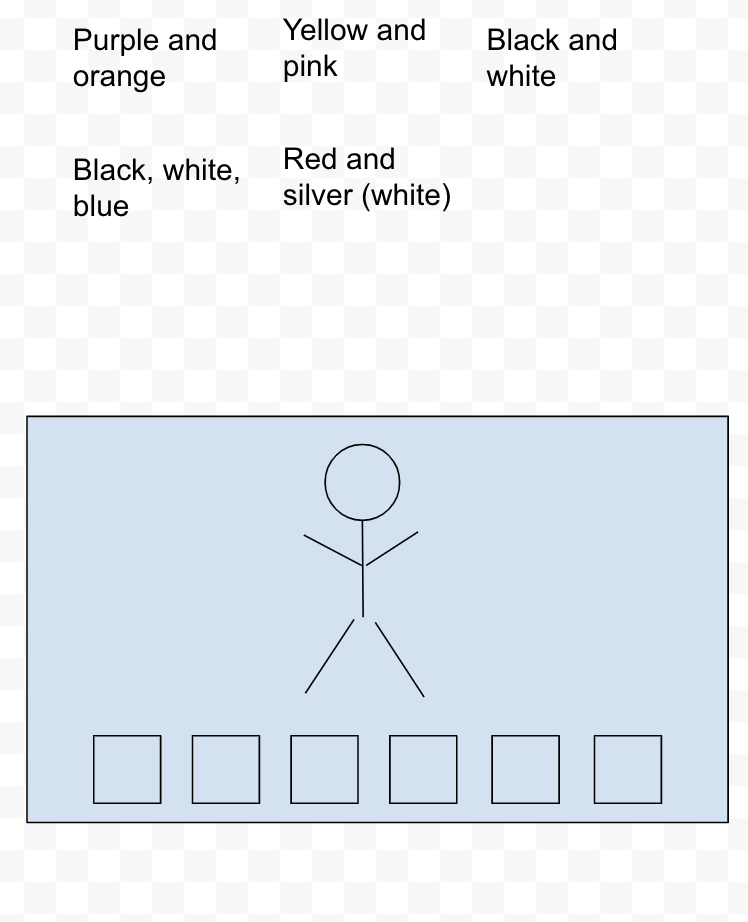 Purple and
orange
Yellow and
pink
Black and
white
Black, white,
blue
Red and
silver (white)